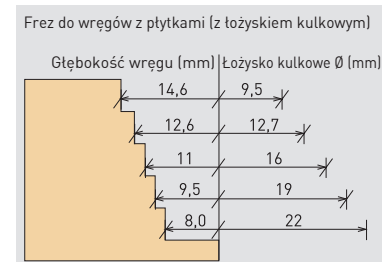 Frez do wręgów z płytkami (z łożyskiem kulkowym)
Głębokość wręgu (mm) Łożysko kulkowe Ø (mm)
14,6 9,5
12,6 12,7
11 16
9,5 19
8,0 22